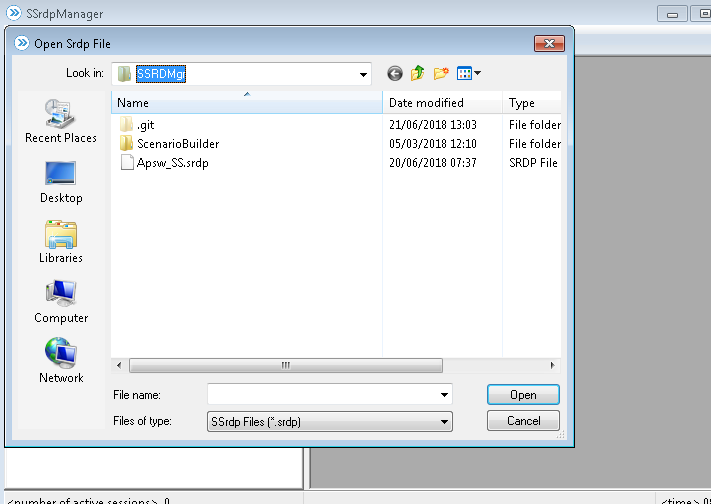 SSrdpManager
Open Srdp File
Look in: SSRDMgr
Name Date modified Type
.git 21/06/2018 13:03 File folder
ScenarioBuilder 05/03/2018 12:10 File folder
Apsw_SS.srdp 20/06/2018 07:37 SRDP File
Recent Places
Desktop
Libraries
Computer
Network
File name: Open
Files of type: SSrdp Files (*.srdp) Cancel
<number of active sessions> 0 <time> 08